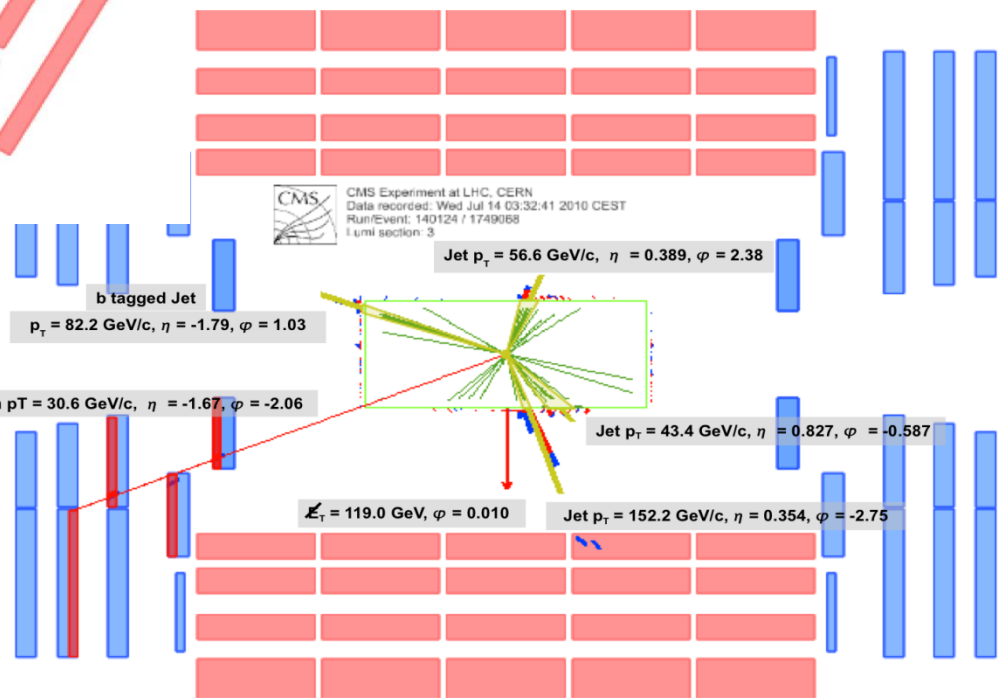 CMS
CMS Experiment at LHC, CERN
Data recorded: Wed Jul 14 03:32:41 2010 CEST
Run/Event: 140124 / 1749068
Lumi section: 3
Jet pT = 56.6 GeV/c, η = 0.389, φ = 2.38
b tagged Jet
pT = 82.2 GeV/c, η = -1.79, φ = 1.03
pT = 30.6 GeV/c, η = -1.67, φ = -2.06
Jet pT = 43.4 GeV/c, η = 0.827, φ = -0.587
E̸T = 119.0 GeV, φ = 0.010
Jet pT = 152.2 GeV/c, η = 0.354, φ = -2.75